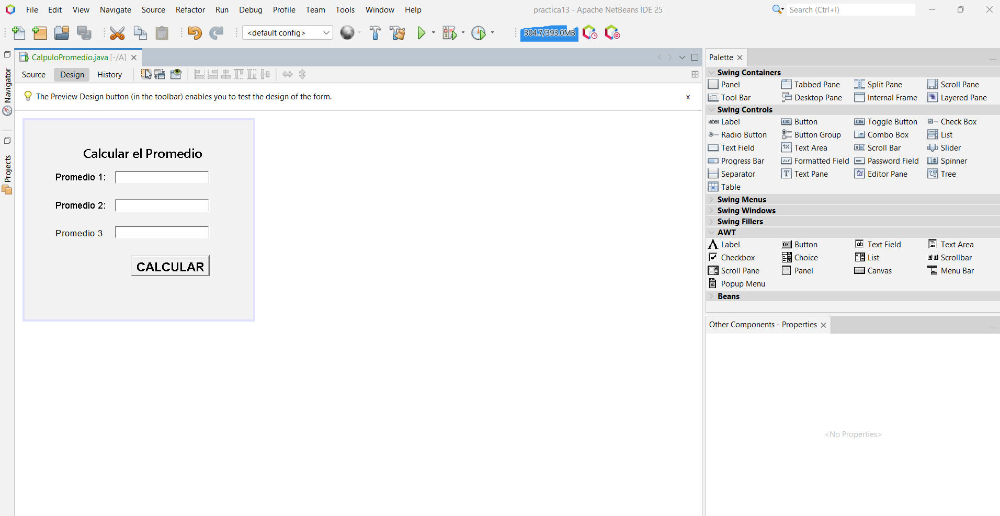 File Edit View Navigate Source Refactor Run Debug Profile Team Tools Window Help practica13 - Apache NetBeans IDE 25 Search (Ctrl+I)
<default config> 304.7/393.0MB
CalpuloPromedio.java [-/A]
Source Design History
The Preview Design button (in the toolbar) enables you to test the design of the form. x
Navigator
Projects
Calcular el Promedio
Promedio 1:
Promedio 2:
Promedio 3
CALCULAR
Palette
Swing Containers
Panel Tabbed Pane Split Pane Scroll Pane
Tool Bar Desktop Pane Internal Frame Layered Pane
Swing Controls
label Label OK Button ON Toggle Button Check Box
Radio Button Button Group Combo Box List
Text Field Text Area Scroll Bar Slider
Progress Bar Formatted Field Password Field Spinner
Separator T Text Pane Editor Pane Tree
Table
Swing Menus
Swing Windows
Swing Fillers
AWT
A Label OK Button ab Text Field Text Area
Checkbox Choice List Scrollbar
Scroll Pane Panel Canvas Menu Bar
Popup Menu
Beans
Other Components - Properties
<No Properties>